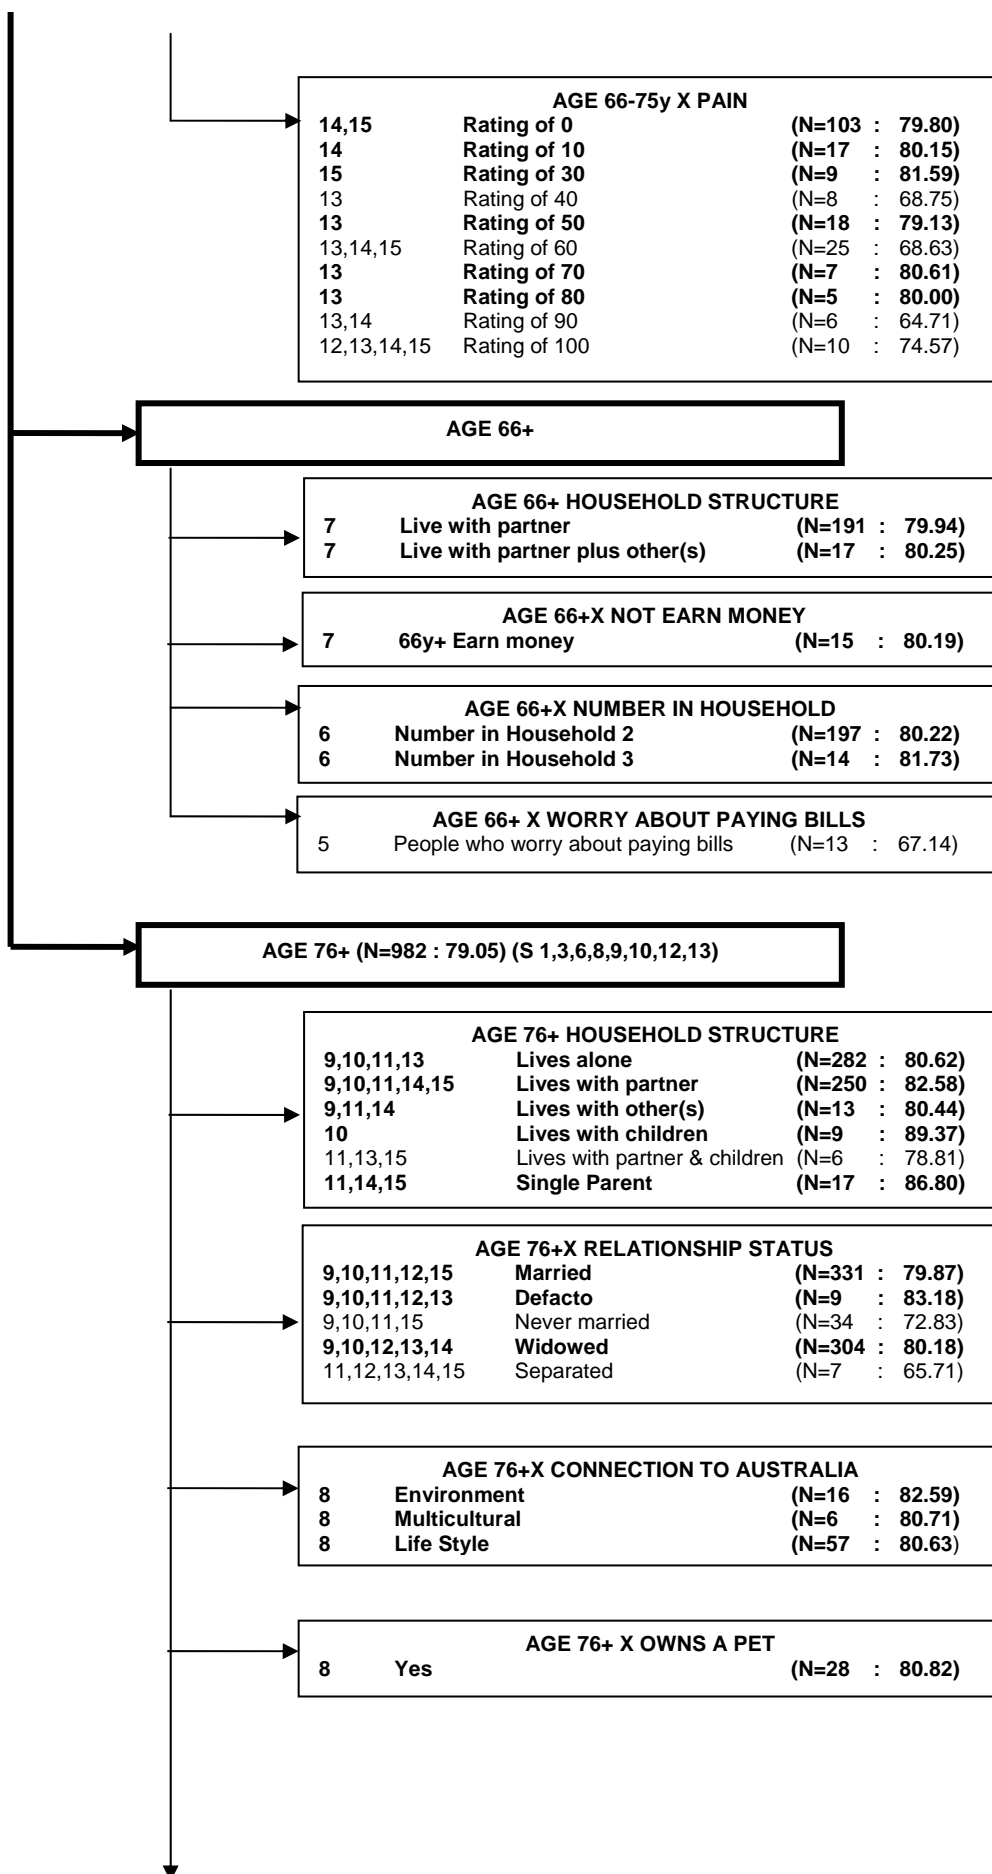 AGE 66-75y X PAIN
14,15 Rating of 0 (N=103 : 79.80)
14 Rating of 10 (N=17 : 80.15)
15 Rating of 30 (N=9 : 81.59)
13 Rating of 40 (N=8 : 68.75)
13 Rating of 50 (N=18 : 79.13)
13,14,15 Rating of 60 (N=25 : 68.63)
13 Rating of 70 (N=7 : 80.61)
13 Rating of 80 (N=5 : 80.00)
13,14 Rating of 90 (N=6 : 64.71)
12,13,14,15 Rating of 100 (N=10 : 74.57)
AGE 66+
AGE 66+ HOUSEHOLD STRUCTURE
7 Live with partner (N=191 : 79.94)
7 Live with partner plus other(s) (N=17 : 80.25)
AGE 66+X NOT EARN MONEY
7 66y+ Earn money (N=15 : 80.19)
AGE 66+X NUMBER IN HOUSEHOLD
6 Number in Household 2 (N=197 : 80.22)
6 Number in Household 3 (N=14 : 81.73)
AGE 66+ X WORRY ABOUT PAYING BILLS
5 People who worry about paying bills (N=13 : 67.14)
AGE 76+ (N=982 : 79.05) (S 1,3,6,8,9,10,12,13)
AGE 76+ HOUSEHOLD STRUCTURE
9,10,11,13 Lives alone (N=282 : 80.62)
9,10,11,14,15 Lives with partner (N=250 : 82.58)
9,11,14 Lives with other(s) (N=13 : 80.44)
10 Lives with children (N=9 : 89.37)
11,13,15 Lives with partner & children (N=6 : 78.81)
11,14,15 Single Parent (N=17 : 86.80)
AGE 76+X RELATIONSHIP STATUS
9,10,11,12,15 Married (N=331 : 79.87)
9,10,11,12,13 Defacto (N=9 : 83.18)
9,10,11,15 Never married (N=34 : 72.83)
9,10,12,13,14 Widowed (N=304 : 80.18)
11,12,13,14,15 Separated (N=7 : 65.71)
AGE 76+X CONNECTION TO AUSTRALIA
8 Environment (N=16 : 82.59)
8 Multicultural (N=6 : 80.71)
8 Life Style (N=57 : 80.63)
AGE 76+ X OWNS A PET
8 Yes (N=28 : 80.82)